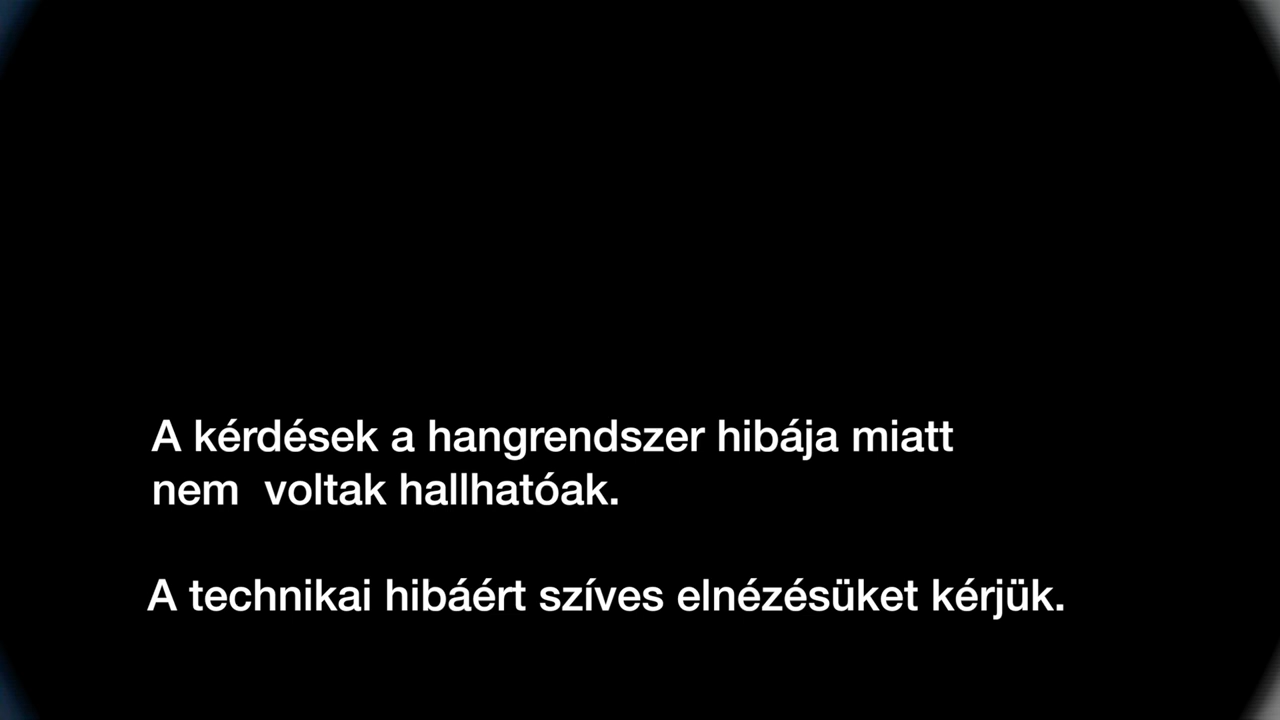 A kérdések a hangrendszer hibája miatt
nem  voltak hallhatóak.
A technikai hibáért szíves elnézésüket kérjük.